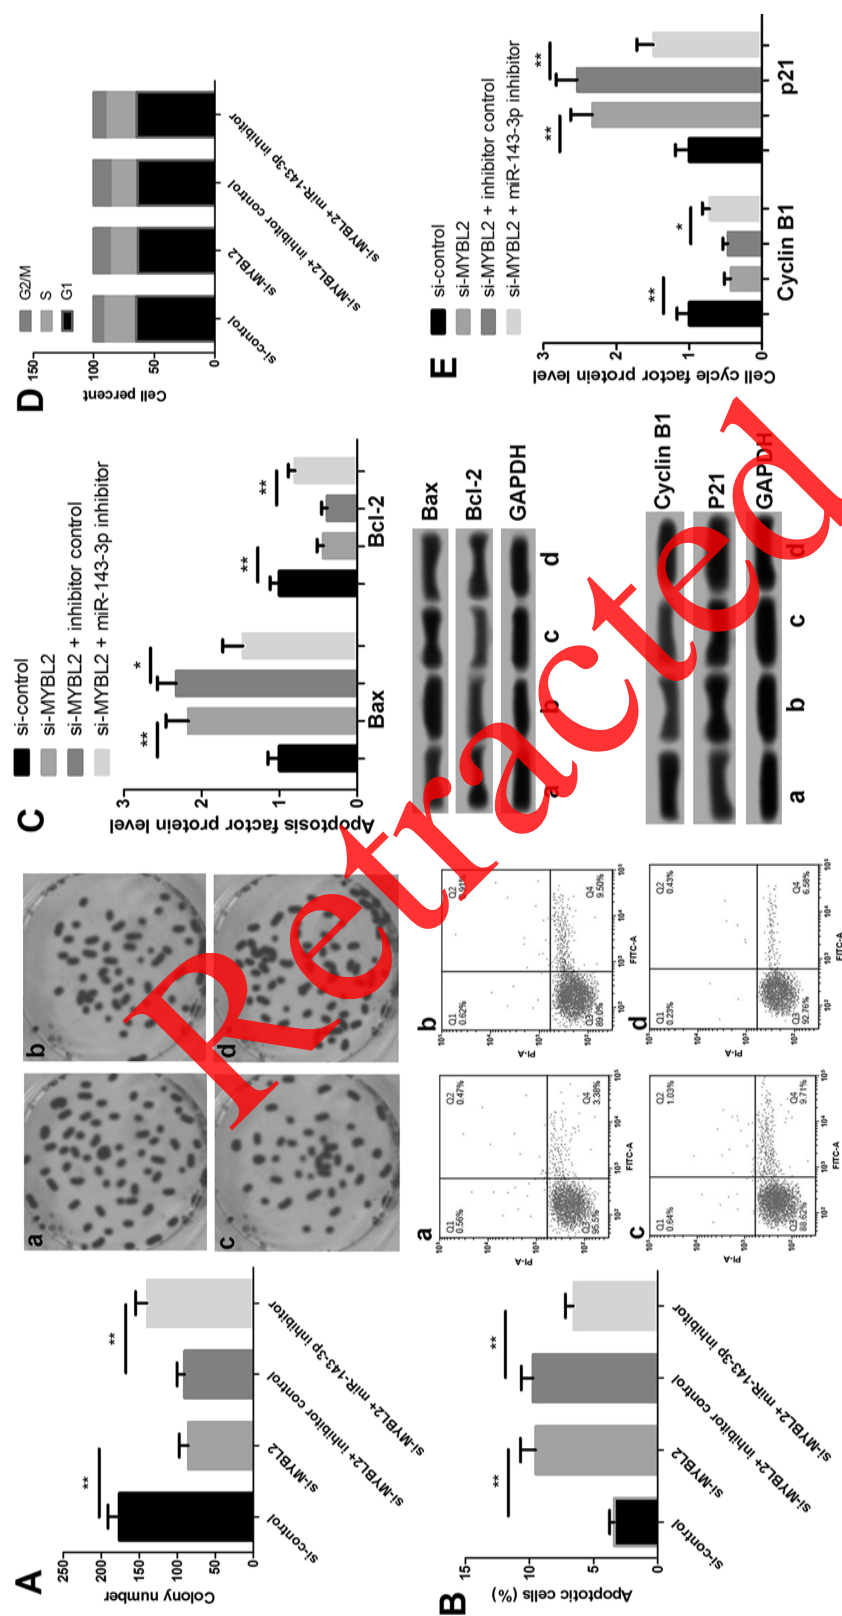 A
Colony number
250
200
150
100
50
0
**
**
si-control
si-MYBL2
si-MYBL2+ inhibitor control
si-MYBL2+ miR-143-3p inhibitor
a
b
c
d
B
Apoptotic cells (%)
15
10
5
0
**
**
si-control
si-MYBL2
si-MYBL2+ inhibitor control
si-MYBL2+ miR-143-3p inhibitor
a
Q1
0.56%
Q2
0.47%
Q3
95.5%
Q4
3.38%
PI-A
FITC-A
b
Q1
0.62%
Q2
Q3
89.0%
Q4
9.50%
PI-A
FITC-A
c
Q1
0.64%
Q2
1.03%
Q3
88.62%
Q4
9.71%
PI-A
FITC-A
d
Q1
0.23%
Q2
0.43%
Q3
92.76%
Q4
6.58%
PI-A
FITC-A
C
si-control
si-MYBL2
si-MYBL2 + inhibitor control
si-MYBL2 + miR-143-3p inhibitor
Apoptosis factor protein level
3
2
1
0
**
*
**
**
Bax
Bcl-2
Bax
Bcl-2
GAPDH
a
b
c
d
D
G2/M
S
G1
Cell percent
150
100
50
0
si-control
si-MYBL2
si-MYBL2+ inhibitor control
si-MYBL2+ miR-143-3p inhibitor
E
si-control
si-MYBL2
si-MYBL2 + inhibitor control
si-MYBL2 + miR-143-3p inhibitor
Cell cycle factor protein level
3
2
1
0
**
*
**
**
Cyclin B1
p21
Cyclin B1
P21
GAPDH
a
b
c
d
Retracted